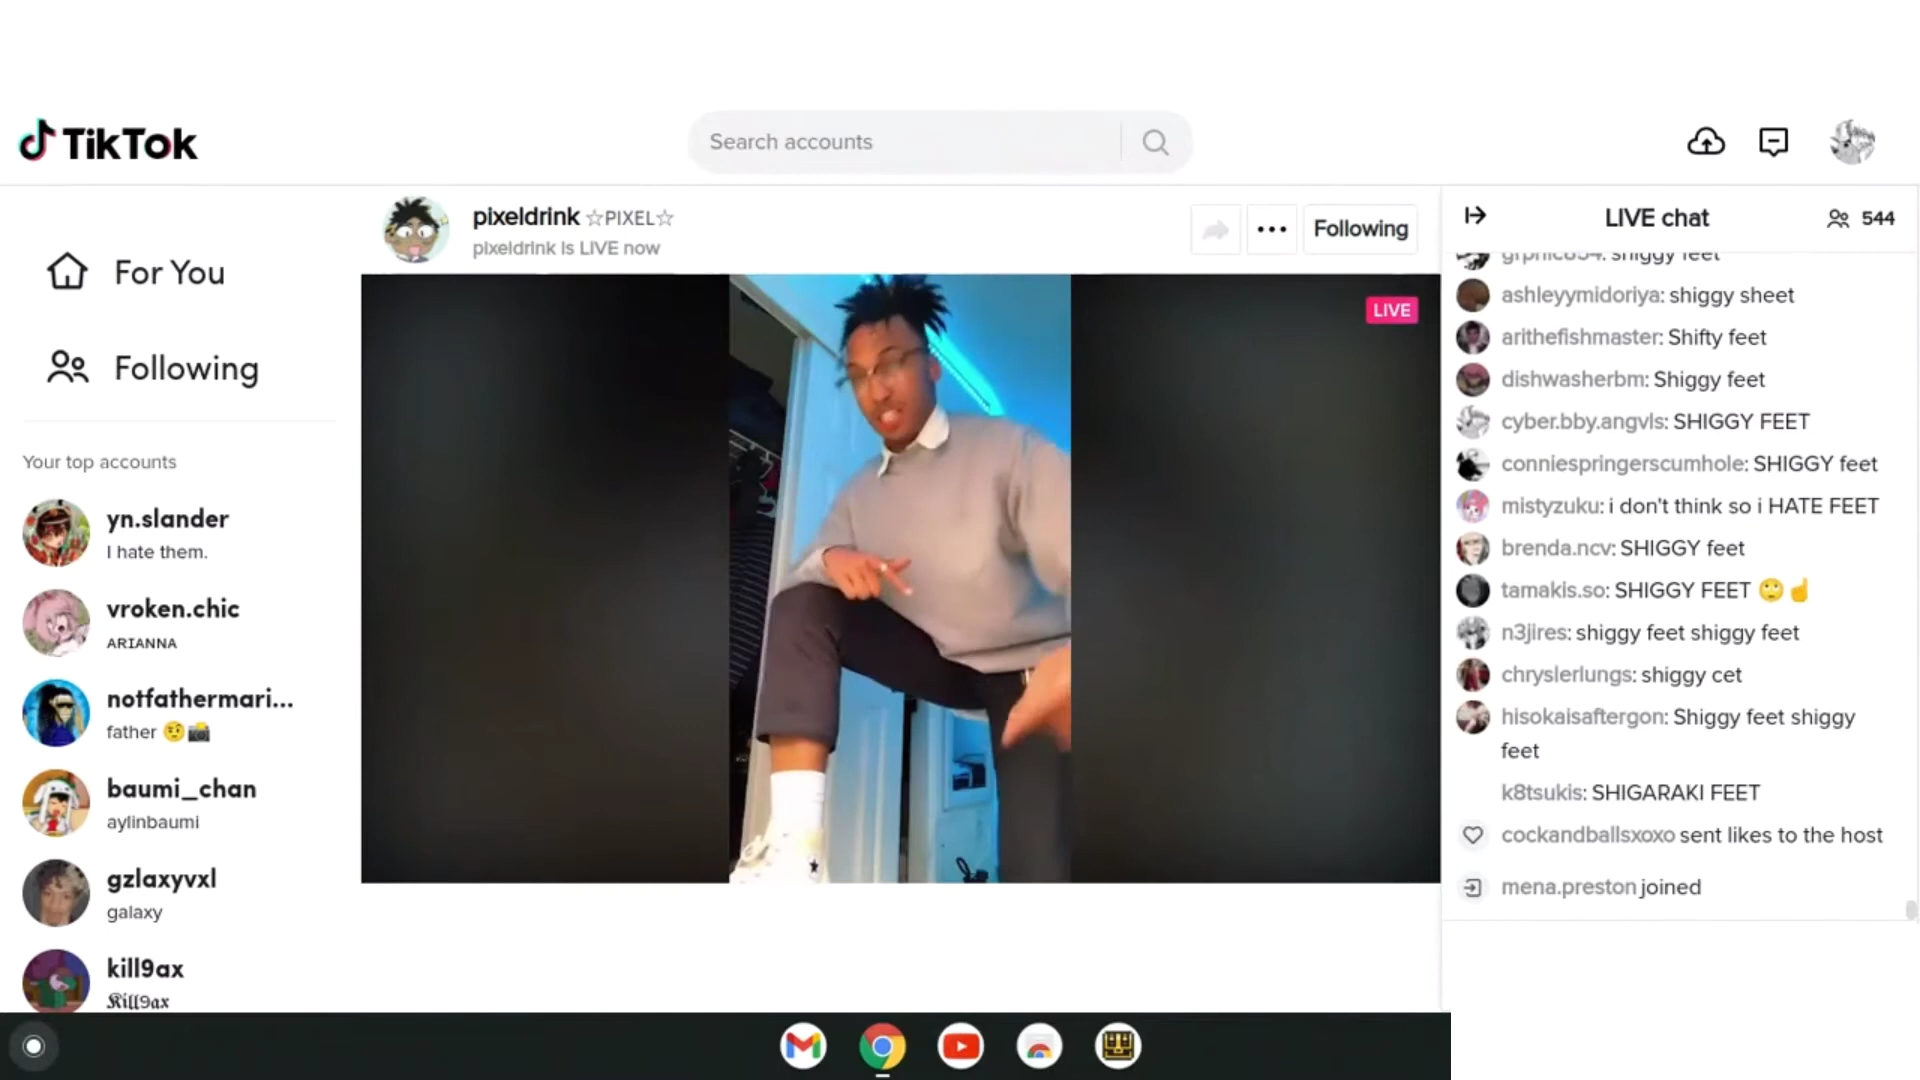 TikTok
Search accounts
For You
Following
Your top accounts
yn.slander
I hate them.
vroken.chic
ARIANNA
notfathermari...
father 🤨📸
baumi_chan
aylinbaumi
gzlaxyvxl
galaxy
kill9ax
𝕶𝖎𝖑𝖑9𝖆𝖝
pixeldrink ☆PIXEL☆
pixeldrink is LIVE now
Following
LIVE
LIVE chat
544
shiggy feet
ashleyymidoriya: shiggy sheet
arithefishmaster: Shifty feet
dishwasherbm: Shiggy feet
cyber.bby.angvls: SHIGGY FEET
conniespringerscumhole: SHIGGY feet
mistyzuku: i don't think so i HATE FEET
brenda.ncv: SHIGGY feet
tamakis.so: SHIGGY FEET 🙄☝
n3jires: shiggy feet shiggy feet
chryslerlungs: shiggy cet
hisokaisaftergon: Shiggy feet shiggy
feet
k8tsukis: SHIGARAKI FEET
cockandballsxoxo sent likes to the host
mena.preston joined